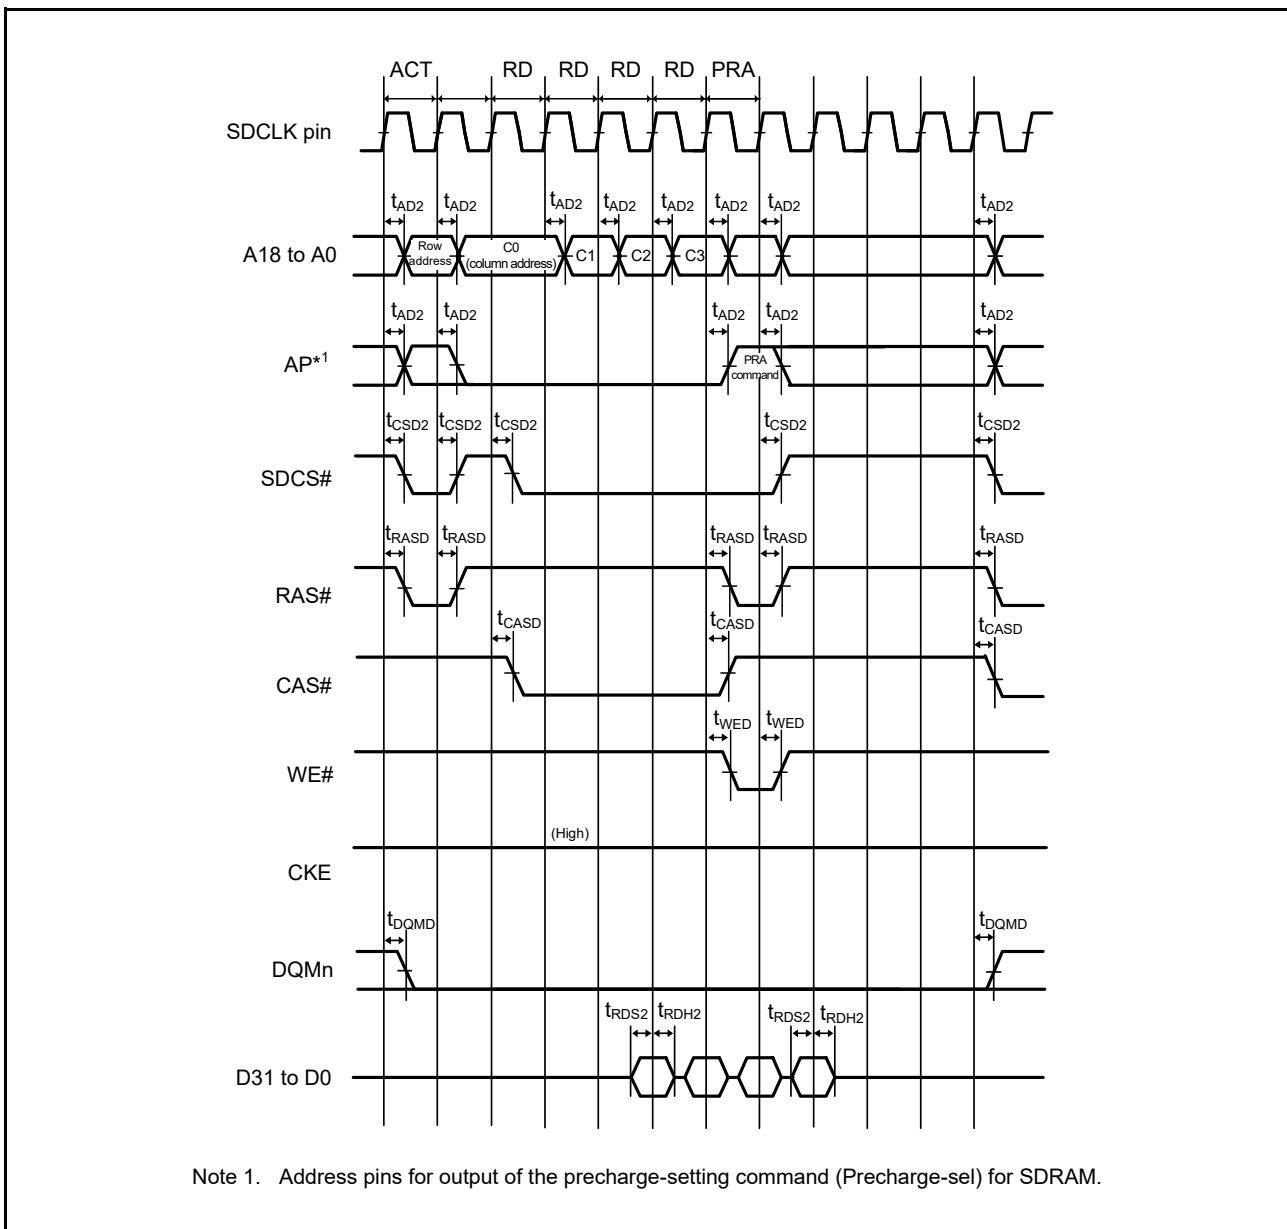 ACT RD RD RD RD PRA
SDCLK pin
tAD2 tAD2 tAD2 tAD2 tAD2 tAD2 tAD2 tAD2
A18 to A0
Row address
C0 (column address)
C1 C2 C3
tAD2 tAD2 tAD2 tAD2 tAD2
AP*1
PRA command
tCSD2 tCSD2 tCSD2 tCSD2 tCSD2
SDCS#
tRASD tRASD tRASD tRASD tRASD
RAS#
tCASD tCASD tCASD
CAS#
tWED tWED
WE#
(High)
CKE
tDQMD tDQMD
DQMn
tRDS2 tRDH2 tRDS2 tRDH2
D31 to D0
Note 1. Address pins for output of the precharge-setting command (Precharge-sel) for SDRAM.